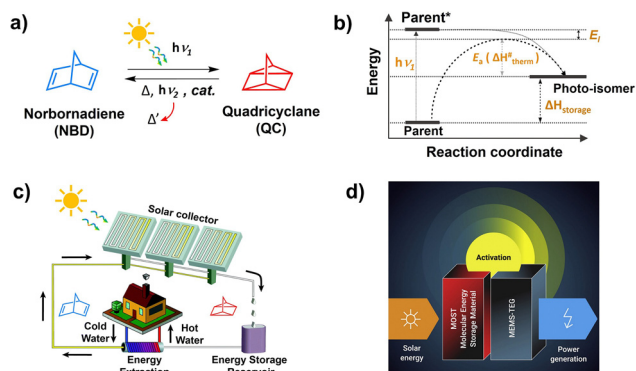 a)
hν1
Δ, hν2 , cat.
Δ'
Norbornadiene
(NBD)
Quadricyclane
(QC)
b)
Energy
Parent*
EI
hν1
Ea ( ΔH‡therm )
Photo-isomer
ΔHstorage
Parent
Reaction coordinate
c)
Solar collector
Cold
Water
Hot
Water
Energy
Extraction
Energy Storage
Reservoir
d)
Activation
Solar
energy
MOST
Molecular Energy
Storage Material
MEMS-TEG
Power
generation